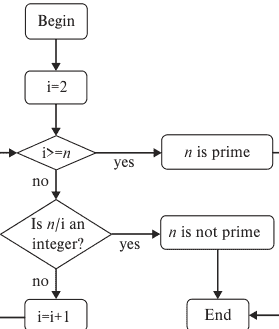 Begin
i=2
i>=n
yes
n is prime
no
Is n/i an
integer?
yes
n is not prime
no
i=i+1
End